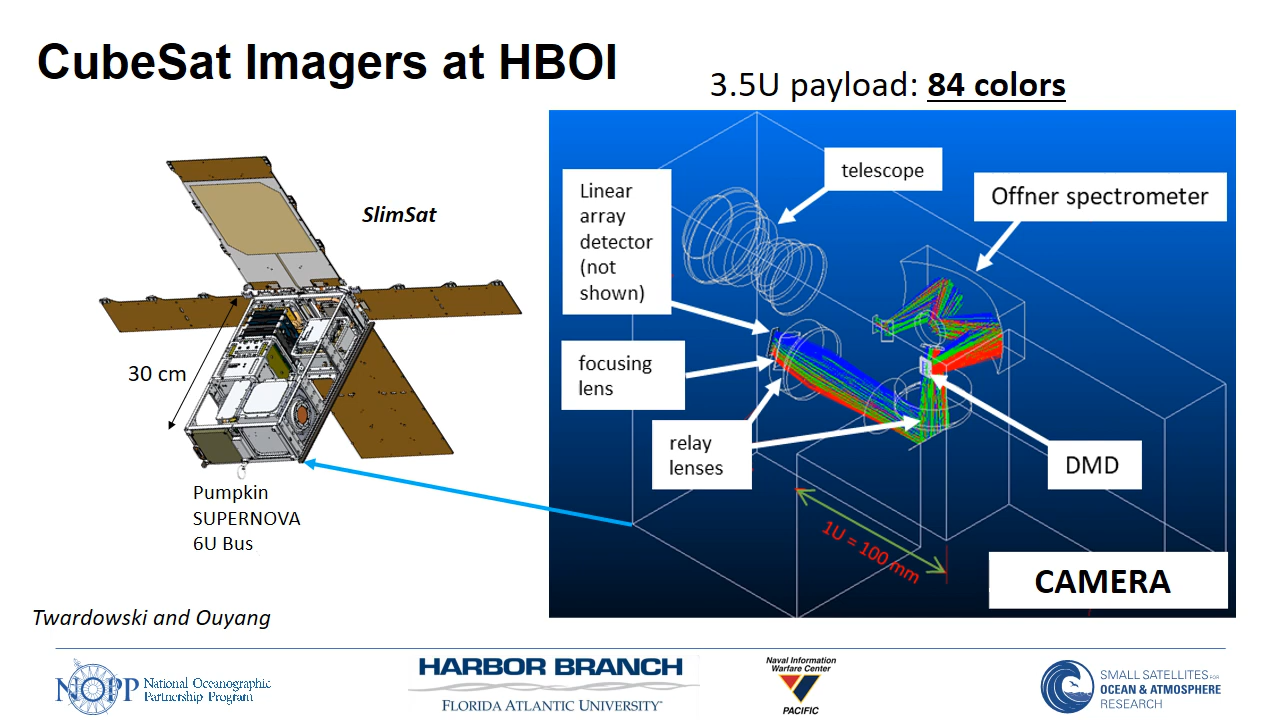 CubeSat Imagers at HBOI
3.5U payload: 84 colors
SlimSat
30 cm
Pumpkin
SUPERNOVA
6U Bus
Twardowski and Ouyang
telescope
Offner spectrometer
Linear
array
detector
(not
shown)
focusing
lens
relay
lenses
DMD
1U = 100 mm
CAMERA
NOPP
National Oceanographic
Partnership Program
HARBOR BRANCH
FLORIDA ATLANTIC UNIVERSITY
Naval Information
Warfare Center
PACIFIC
SMALL SATELLITES FOR
OCEAN & ATMOSPHERE
RESEARCH